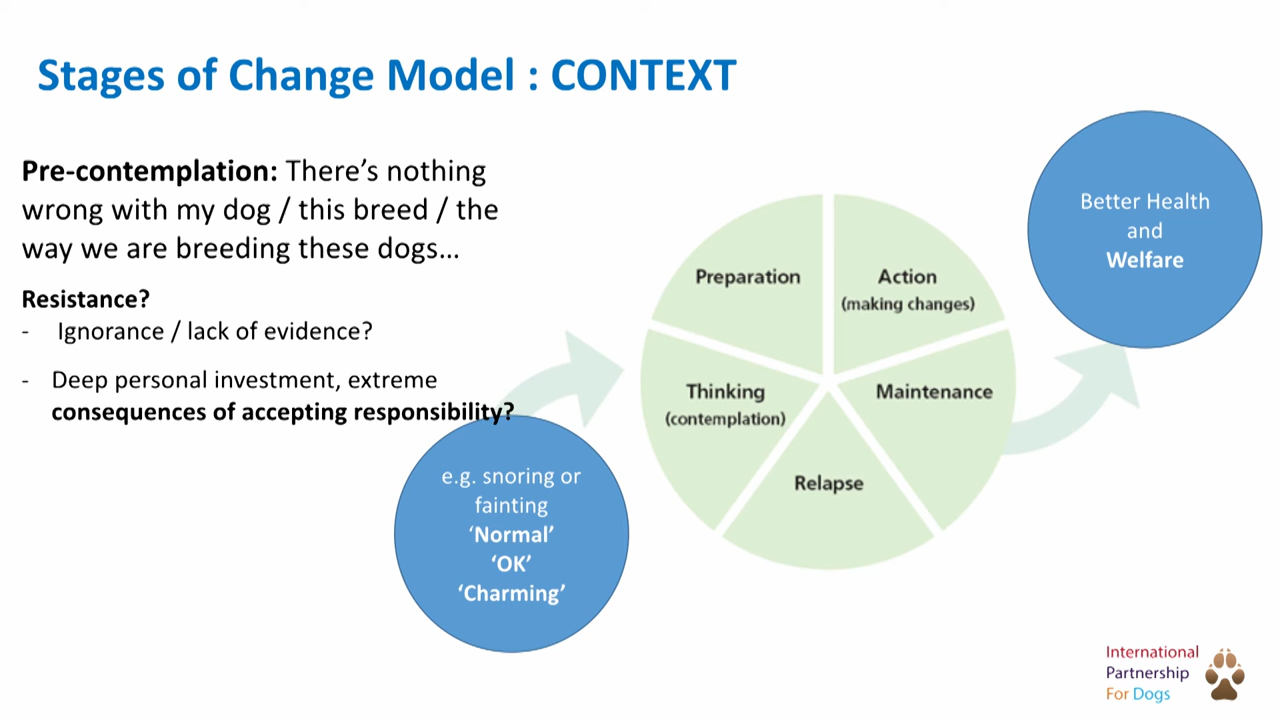 Stages of Change Model : CONTEXT
Pre-contemplation: There’s nothing
wrong with my dog / this breed / the
way we are breeding these dogs…
Resistance?
- Ignorance / lack of evidence?
- Deep personal investment, extreme
consequences of accepting responsibility?
e.g. snoring or
fainting
‘Normal’
‘OK’
‘Charming’
Preparation
Action
(making changes)
Thinking
(contemplation)
Maintenance
Relapse
Better Health
and
Welfare
International
Partnership
For Dogs